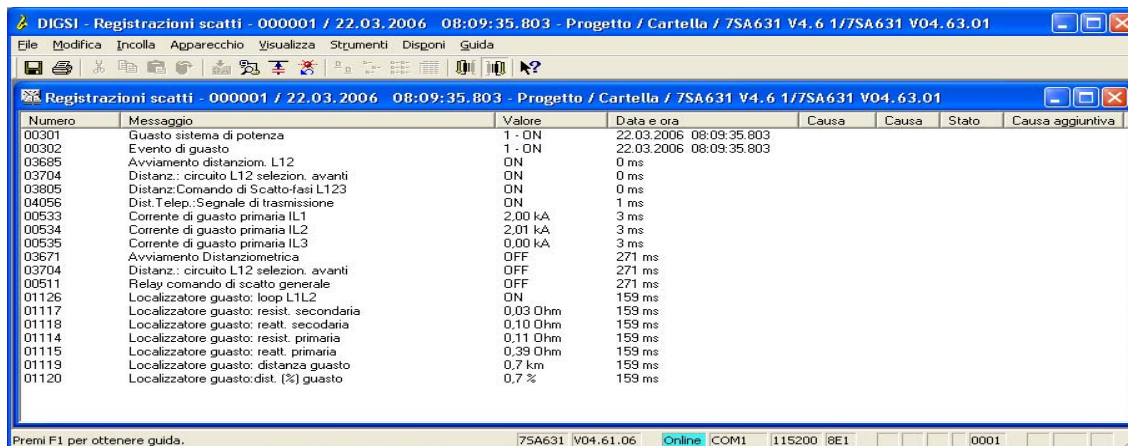 DIGSI - Registrazioni scatti - 000001 / 22.03.2006 08:09:35.803 - Progetto / Cartella / 7SA631 V4.6 1/7SA631 V04.63.01
File Modifica Incolla Apparecchio Visualizza Strumenti Disponi Guida
Registrazioni scatti - 000001 / 22.03.2006 08:09:35.803 - Progetto / Cartella / 7SA631 V4.6 1/7SA631 V04.63.01
Numero Messaggio Valore Data e ora Causa Causa Stato Causa aggiuntiva
00301 Guasto sistema di potenza 1 - ON 22.03.2006 08:09:35.803
00302 Evento di guasto 1 - ON 22.03.2006 08:09:35.803
03685 Avviamento distanziom. L12 ON 0 ms
03704 Distanz.: circuito L12 selezion. avanti ON 0 ms
03805 Distanz:Comando di Scatto-fasi L123 ON 0 ms
04056 Dist.Telep.:Segnale di trasmissione ON 1 ms
00533 Corrente di guasto primaria IL1 2,00 kA 3 ms
00534 Corrente di guasto primaria IL2 2,01 kA 3 ms
00535 Corrente di guasto primaria IL3 0,00 kA 3 ms
03671 Avviamento Distanziometrica OFF 271 ms
03704 Distanz.: circuito L12 selezion. avanti OFF 271 ms
00511 Relay comando di scatto generale OFF 271 ms
01126 Localizzatore guasto: loop L1L2 ON 159 ms
01117 Localizzatore guasto: resist. secondaria 0,03 Ohm 159 ms
01118 Localizzatore guasto: reatt. secodaria 0,10 Ohm 159 ms
01114 Localizzatore guasto: resist. primaria 0,11 Ohm 159 ms
01115 Localizzatore guasto: reatt. primaria 0,39 Ohm 159 ms
01119 Localizzatore guasto: distanza guasto 0,7 km 159 ms
01120 Localizzatore guasto:dist. (%) guasto 0,7 % 159 ms
Premi F1 per ottenere guida. 7SA631 V04.61.06 Online COM1 115200 8E1 0001